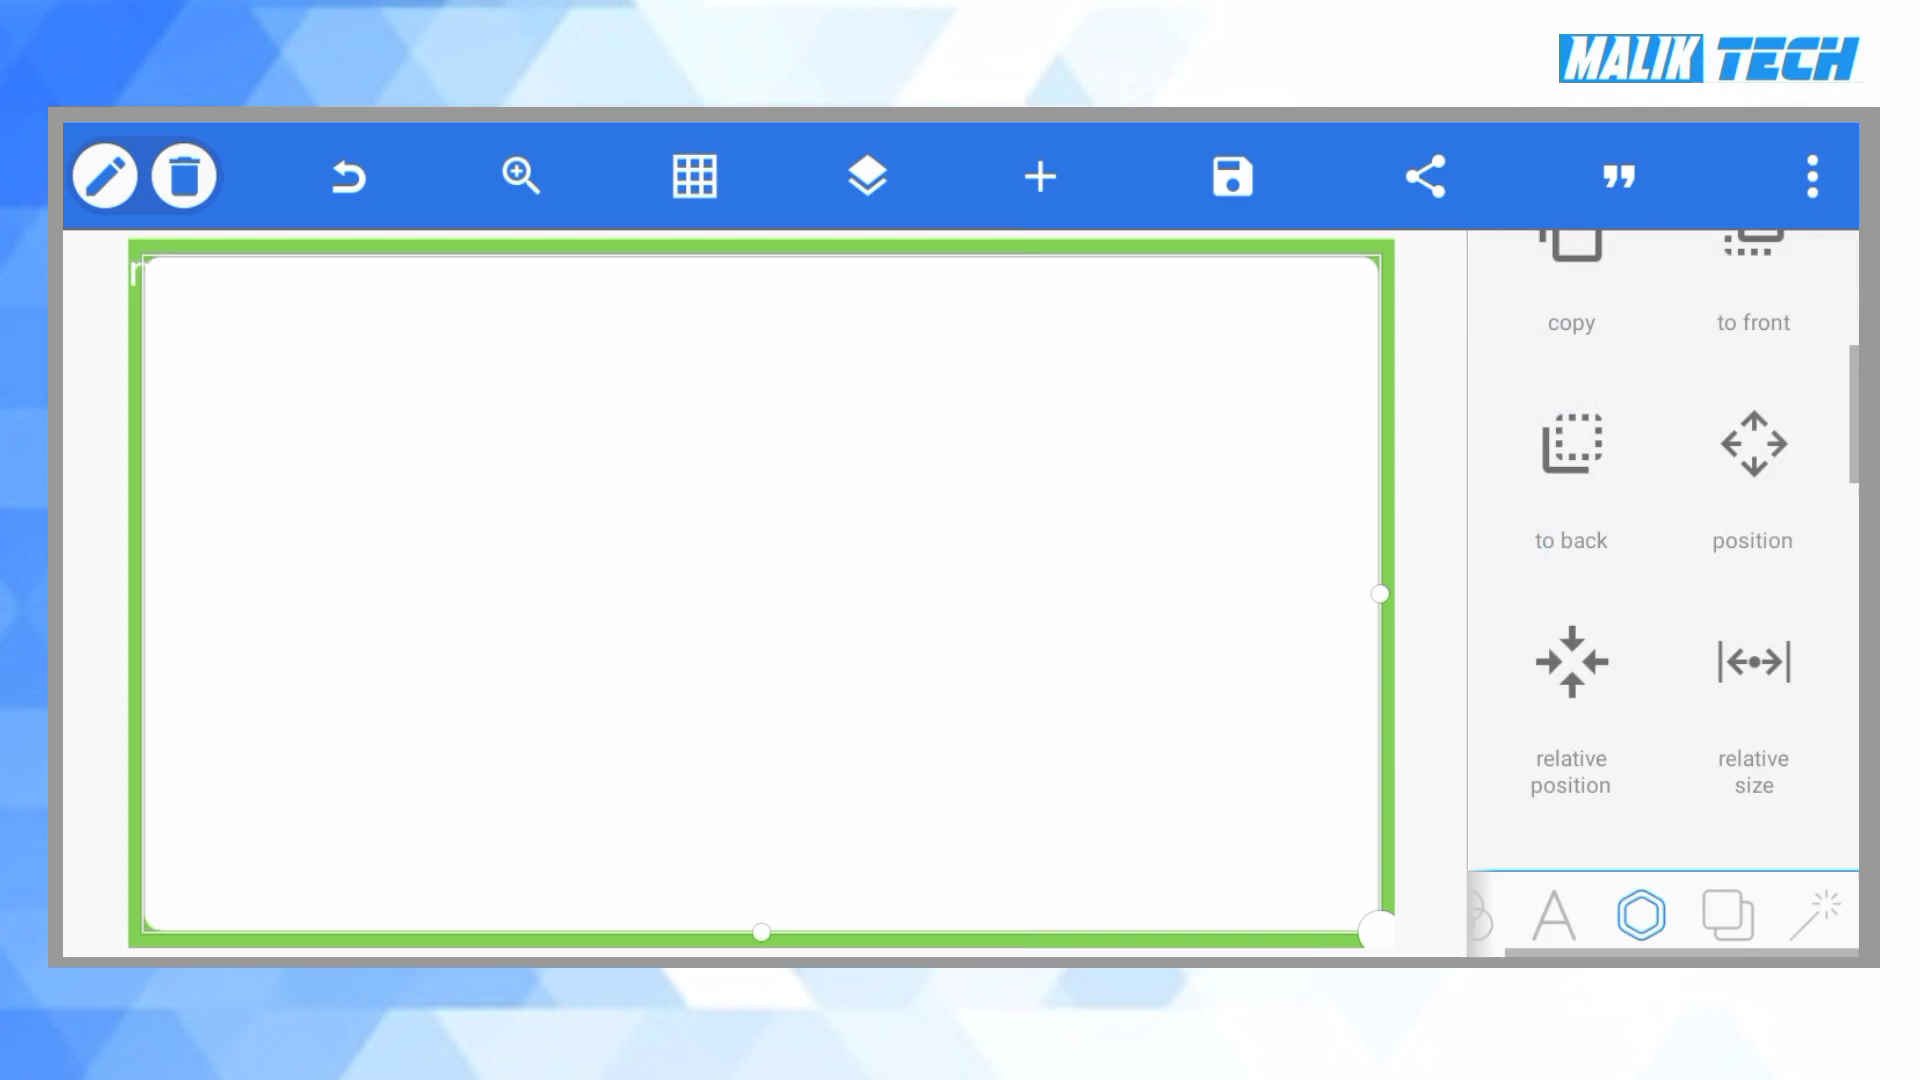 MALIK TECH
copy
to front
to back
position
relative
position
relative
size